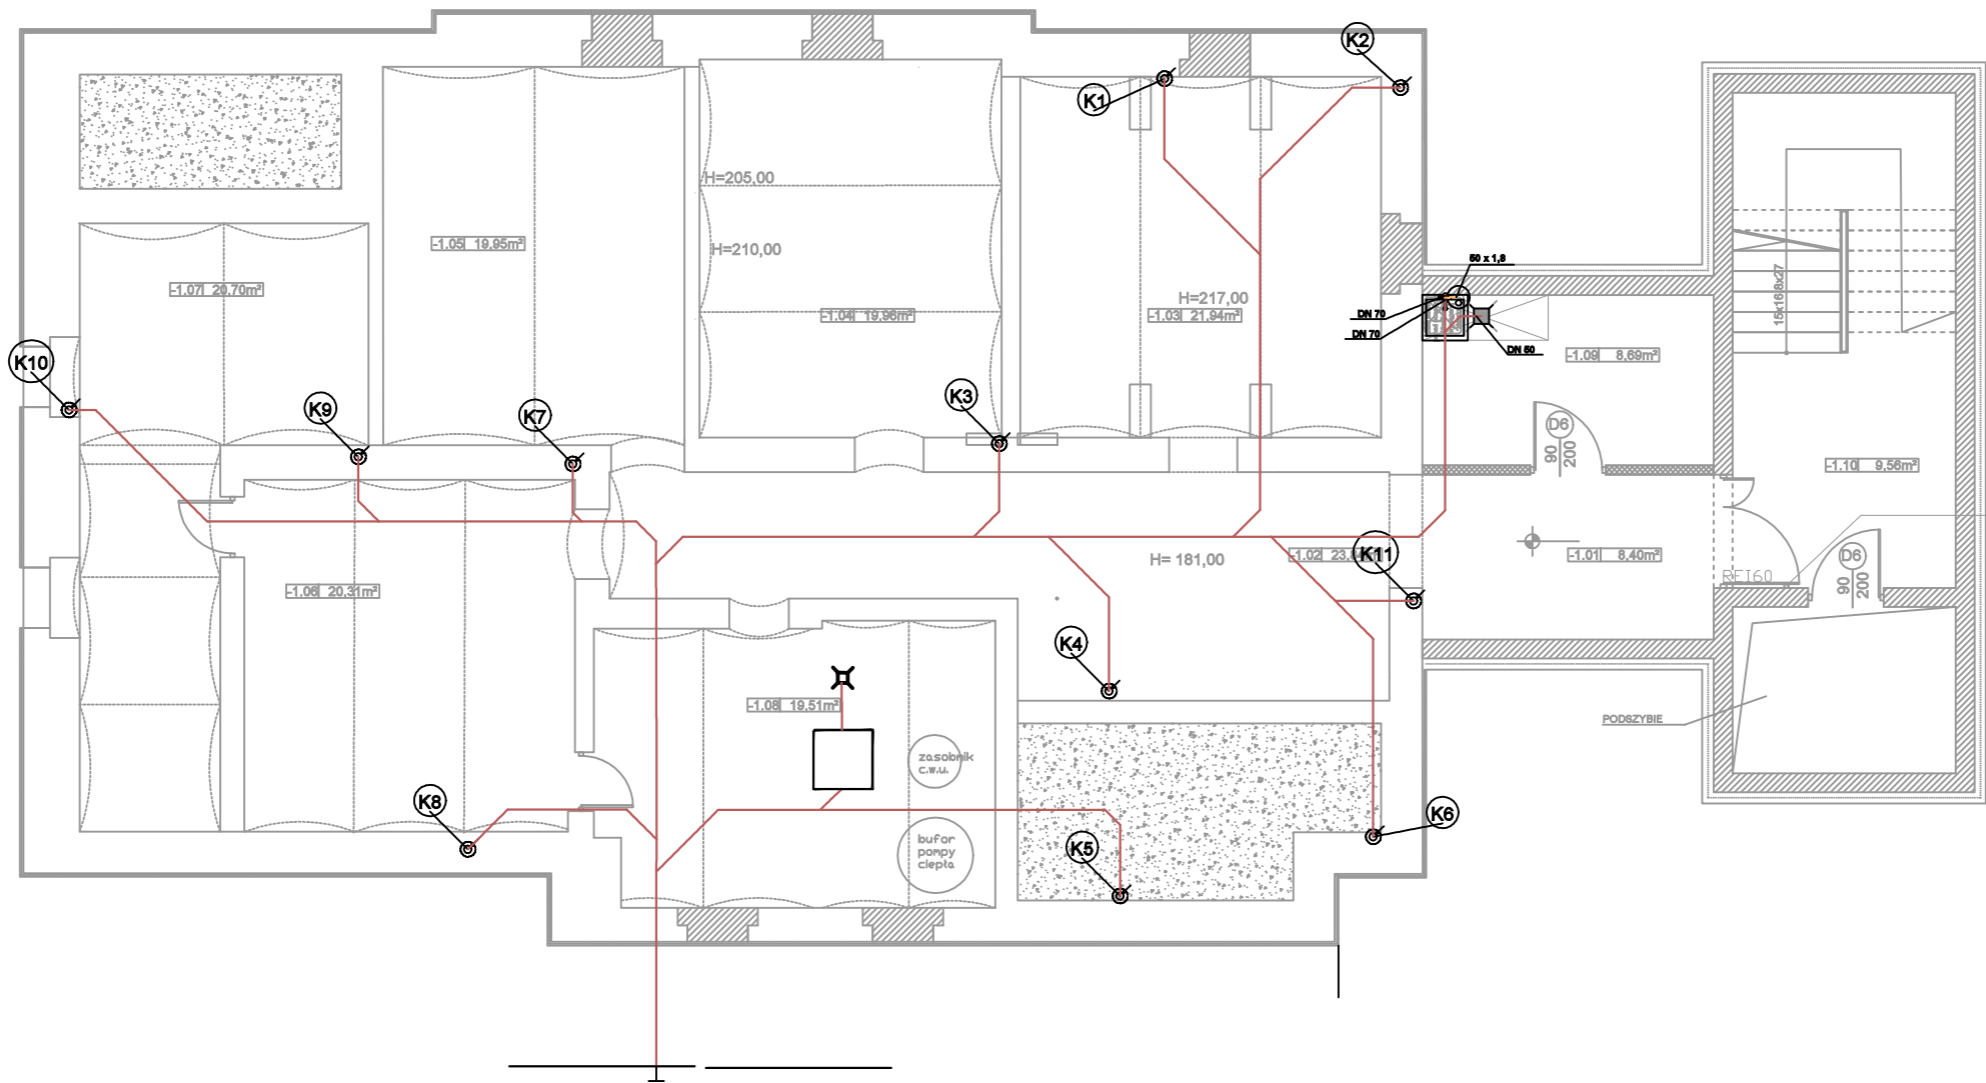 K2
K1
H=205,00
-1.05 19,95m²
H=210,00
50 x 1,8
-1.07 20,70m²
H=217,00
15x16,8x27
-1.04 19,96m²
-1.03 21,94m²
DN 70
DN 70
DN 50
-1.09 8,69m²
K10
K9
K7
K3
D6
90
200
-1.10 9,56m²
H= 181,00
-1.02 23,
K11
-1.01 8,40m²
D6
90
200
REI60
-1.06 20,31m²
K4
-1.08 19,51m²
PODSZYBIE
zasobnik
c.w.u.
K8
K6
bufor
pompy
ciepła
K5